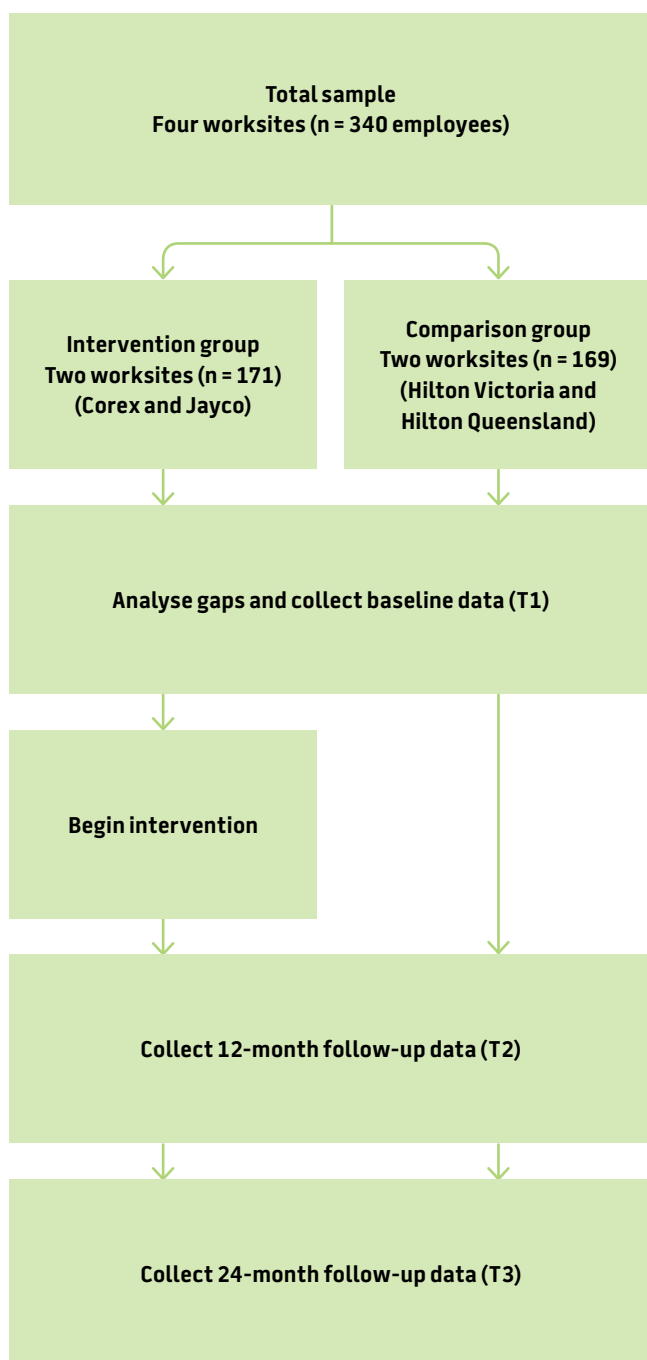 Total sample
Four worksites (n = 340 employees)
Intervention group
Two worksites (n = 171)
(Corex and Jayco)
Comparison group
Two worksites (n = 169)
(Hilton Victoria and
Hilton Queensland)
Analyse gaps and collect baseline data (T1)
Begin intervention
Collect 12-month follow-up data (T2)
Collect 24-month follow-up data (T3)